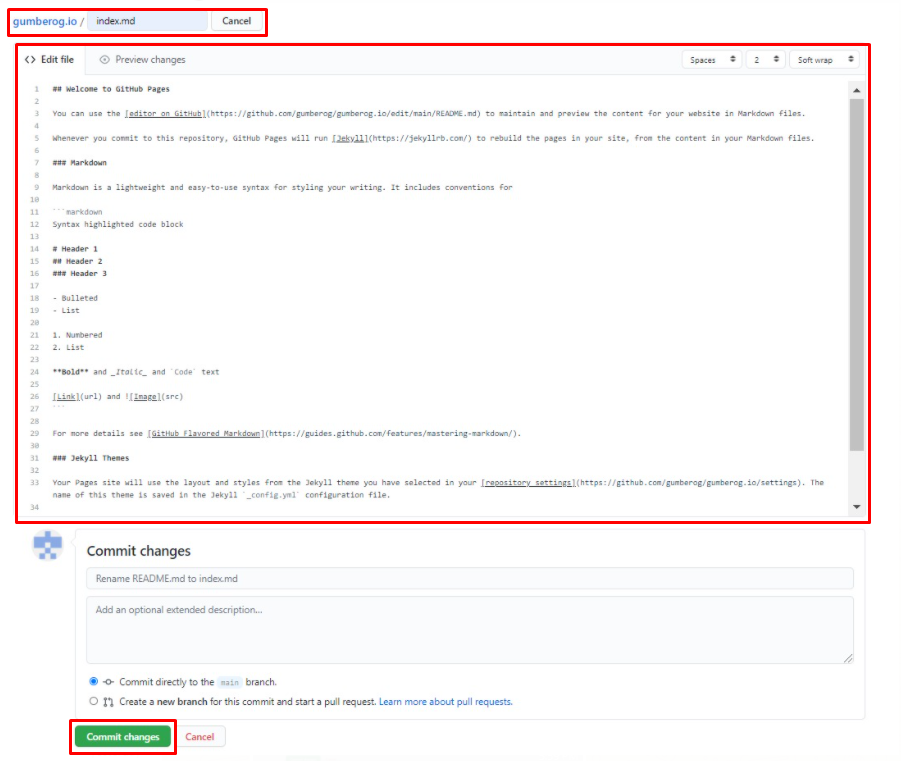 gumberog.io / index.md Cancel
<> Edit file Preview changes Spaces 2 Soft wrap
1 ## Welcome to GitHub Pages
2
3 You can use the [editor on GitHub](https://github.com/gumberog/gumberog.io/edit/main/README.md) to maintain and preview the content for your website in Markdown files.
4
5 Whenever you commit to this repository, GitHub Pages will run [Jekyll](https://jekyllrb.com/) to rebuild the pages in your site, from the content in your Markdown files.
6
7 ### Markdown
8
9 Markdown is a lightweight and easy-to-use syntax for styling your writing. It includes conventions for
10
11 ```markdown
12 Syntax highlighted code block
13
14 # Header 1
15 ## Header 2
16 ### Header 3
17
18 - Bulleted
19 - List
20
21 1. Numbered
22 2. List
23
24 **Bold** and _Italic_ and `Code` text
25
26 [Link](url) and ![Image](src)
27 ```
28
29 For more details see [GitHub Flavored Markdown](https://guides.github.com/features/mastering-markdown/).
30
31 ### Jekyll Themes
32
33 Your Pages site will use the layout and styles from the Jekyll theme you have selected in your [repository settings](https://github.com/gumberog/gumberog.io/settings). The
name of this theme is saved in the Jekyll `_config.yml` configuration file.
34
Commit changes
Rename README.md to index.md
Add an optional extended description...
Commit directly to the main branch.
Create a new branch for this commit and start a pull request. Learn more about pull requests.
Commit changes Cancel